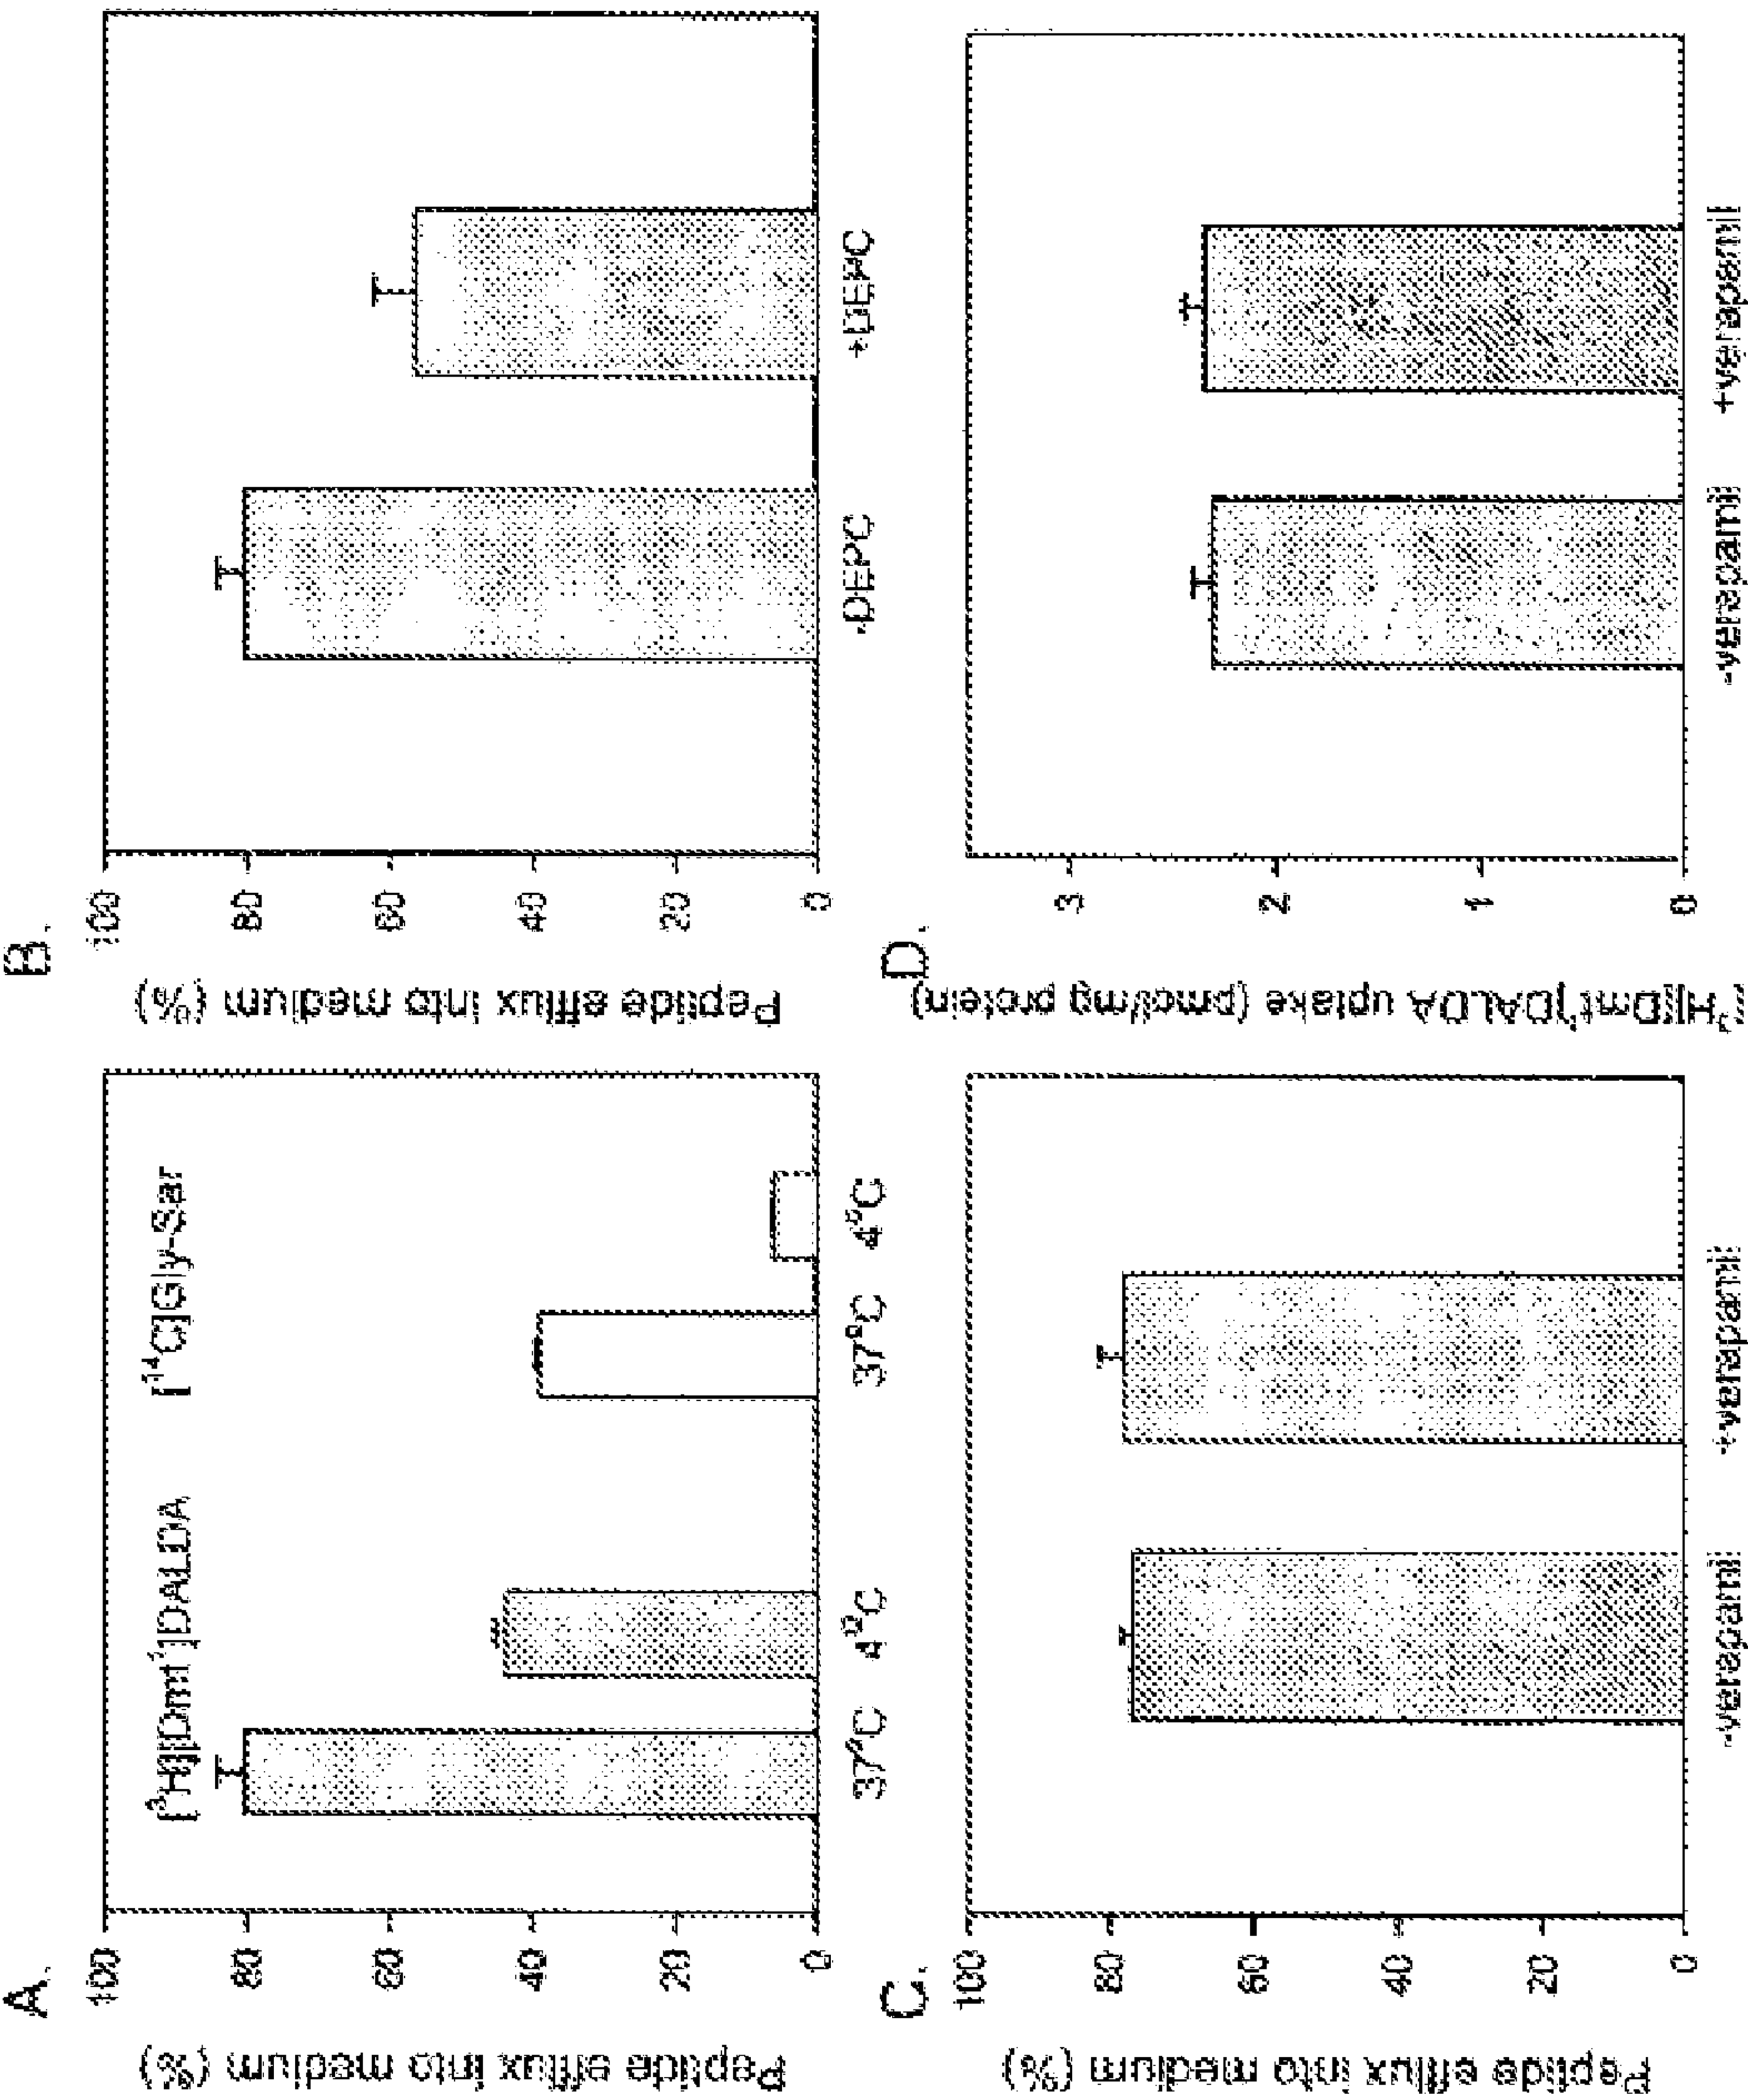 A.
Peptide efflux into medium (%)
100
80
60
40
20
0
[³H][Dmt¹]DALDA
[¹⁴C]Gly-Sar
37°C 4°C 37°C 4°C
B.
Peptide efflux into medium (%)
100
80
60
40
20
0
-DEPC +DEPC
C.
Peptide efflux into medium (%)
100
80
60
40
20
0
-verapamil +verapamil
D.
[³H][Dmt¹]DALDA uptake (pmol/mg protein)
3
2
1
0
-verapamil +verapamil